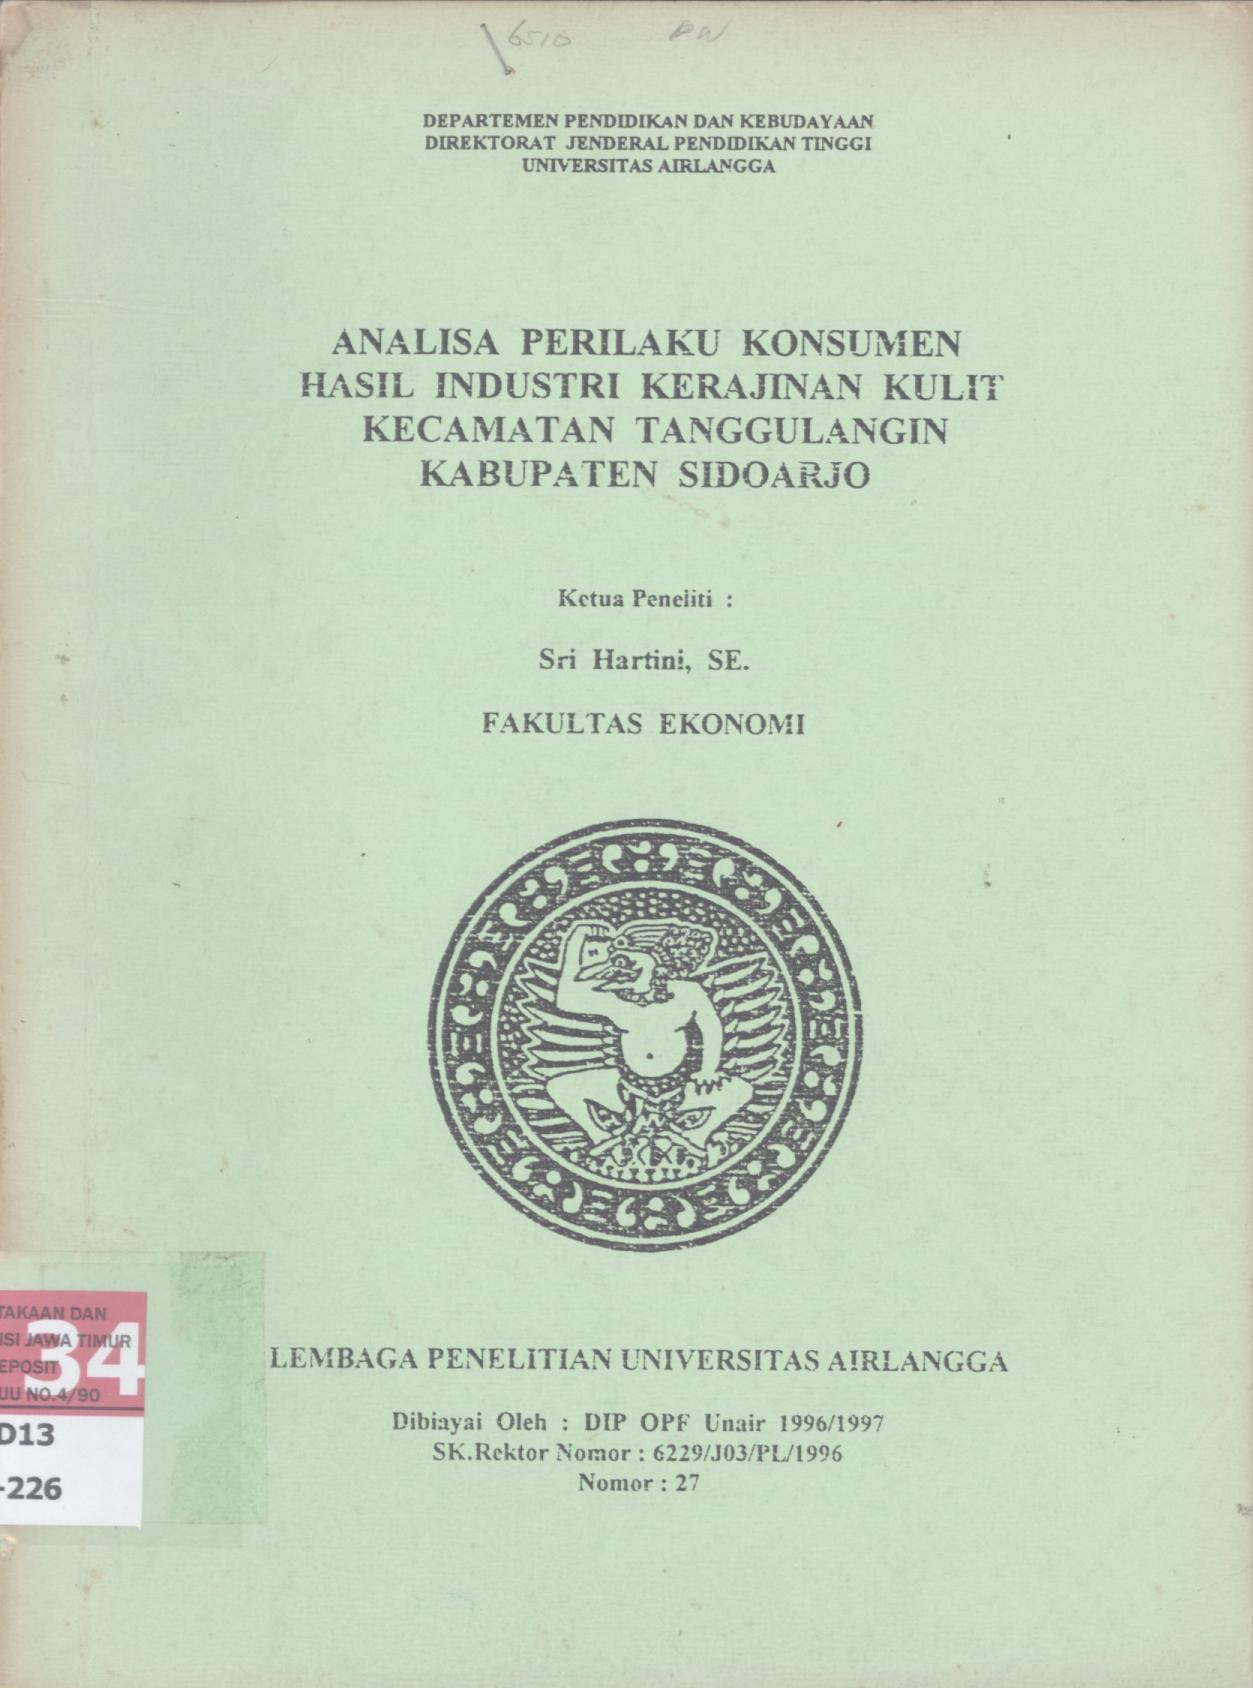 6510 PW
DEPARTEMEN PENDIDIKAN DAN KEBUDAYAAN
DIREKTORAT JENDERAL PENDIDIKAN TINGGI
UNIVERSITAS AIRLANGGA
ANALISA PERILAKU KONSUMEN
HASIL INDUSTRI KERAJINAN KULIT
KECAMATAN TANGGULANGIN
KABUPATEN SIDOARJO
Ketua Peneliti :
Sri Hartini, SE.
FAKULTAS EKONOMI
TAKAAN DAN
NSI JAWA TIMUR
EPOSIT
UU NO.4/90
34
D13
-226
LEMBAGA PENELITIAN UNIVERSITAS AIRLANGGA
Dibiayai Oleh : DIP OPF Unair 1996/1997
SK.Rektor Nomor : 6229/J03/PL/1996
Nomor : 27